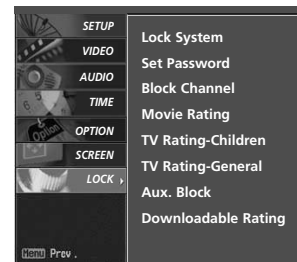 SETUP
VIDEO
AUDIO
TIME
OPTION
SCREEN
LOCK
Menu Prev.
Lock System
Set Password
Block Channel
Movie Rating
TV Rating-Children
TV Rating-General
Aux. Block
Downloadable Rating